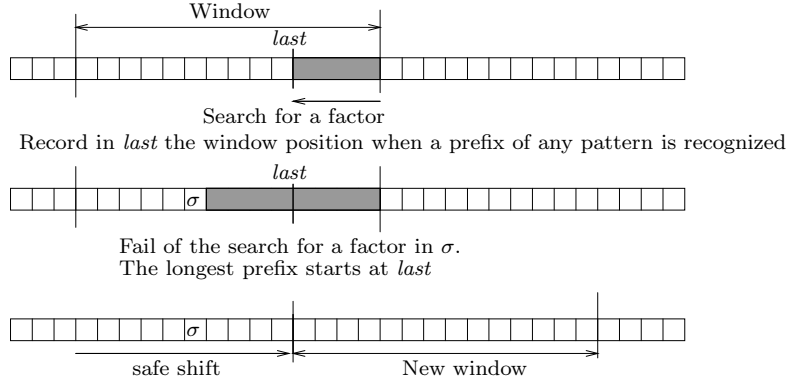 Window
last
Search for a factor
Record in last the window position when a prefix of any pattern is recognized
last
σ
Fail of the search for a factor in σ.
The longest prefix starts at last
σ
safe shift New window